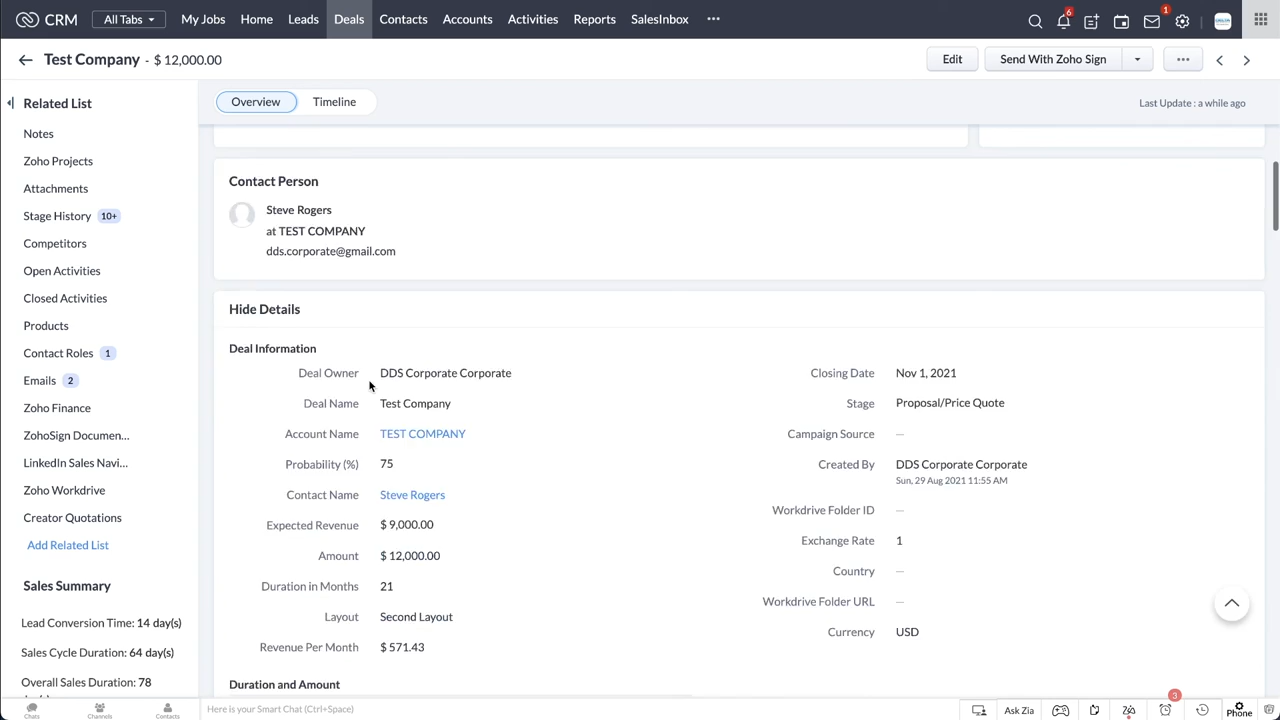 CRM All Tabs My Jobs Home Leads Deals Contacts Accounts Activities Reports SalesInbox ••• 6 1
Test Company - $ 12,000.00 Edit Send With Zoho Sign •••
Related List
Overview Timeline Last Update : a while ago
Notes
Zoho Projects
Attachments
Stage History 10+
Competitors
Open Activities
Closed Activities
Products
Contact Roles 1
Emails 2
Zoho Finance
ZohoSign Documen...
LinkedIn Sales Navi...
Zoho Workdrive
Creator Quotations
Add Related List
Sales Summary
Lead Conversion Time: 14 day(s)
Sales Cycle Duration: 64 day(s)
Overall Sales Duration: 78
Contact Person
Steve Rogers
at TEST COMPANY
dds.corporate@gmail.com
Hide Details
Deal Information
Deal Owner DDS Corporate Corporate
Deal Name Test Company
Account Name TEST COMPANY
Probability (%) 75
Contact Name Steve Rogers
Expected Revenue $ 9,000.00
Amount $ 12,000.00
Duration in Months 21
Layout Second Layout
Revenue Per Month $ 571.43
Closing Date Nov 1, 2021
Stage Proposal/Price Quote
Campaign Source —
Created By DDS Corporate Corporate
Sun, 29 Aug 2021 11:55 AM
Workdrive Folder ID —
Exchange Rate 1
Country —
Workdrive Folder URL —
Currency USD
Duration and Amount
Chats Channels Contacts Here is your Smart Chat (Ctrl+Space) Ask Zia 3 Phone